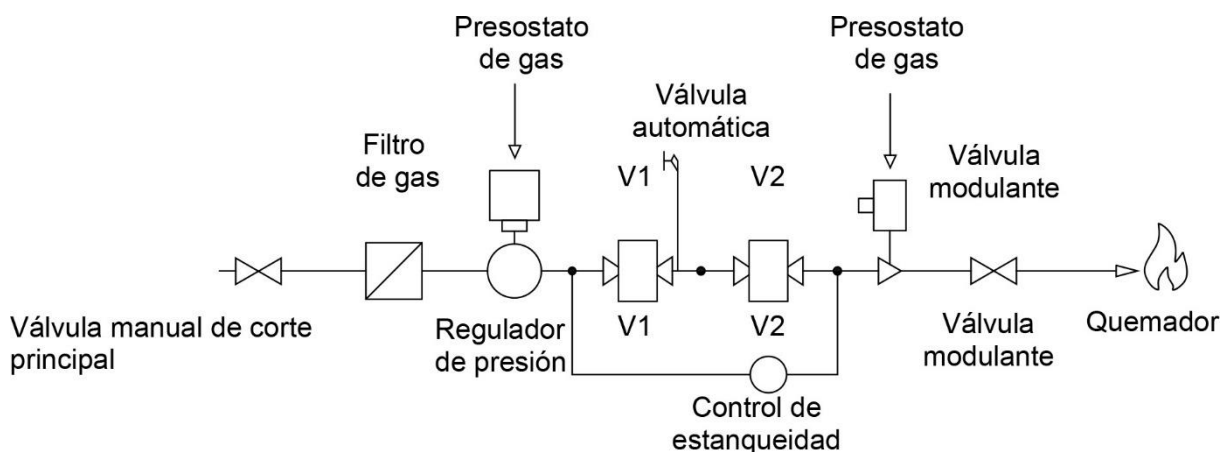 Presostato
de gas
Presostato
de gas
Válvula
automática
Filtro
de gas
V1
V2
Válvula
modulante
Válvula manual de corte
principal
Regulador
de presión
V1
V2
Válvula
modulante
Quemador
Control de
estanqueidad